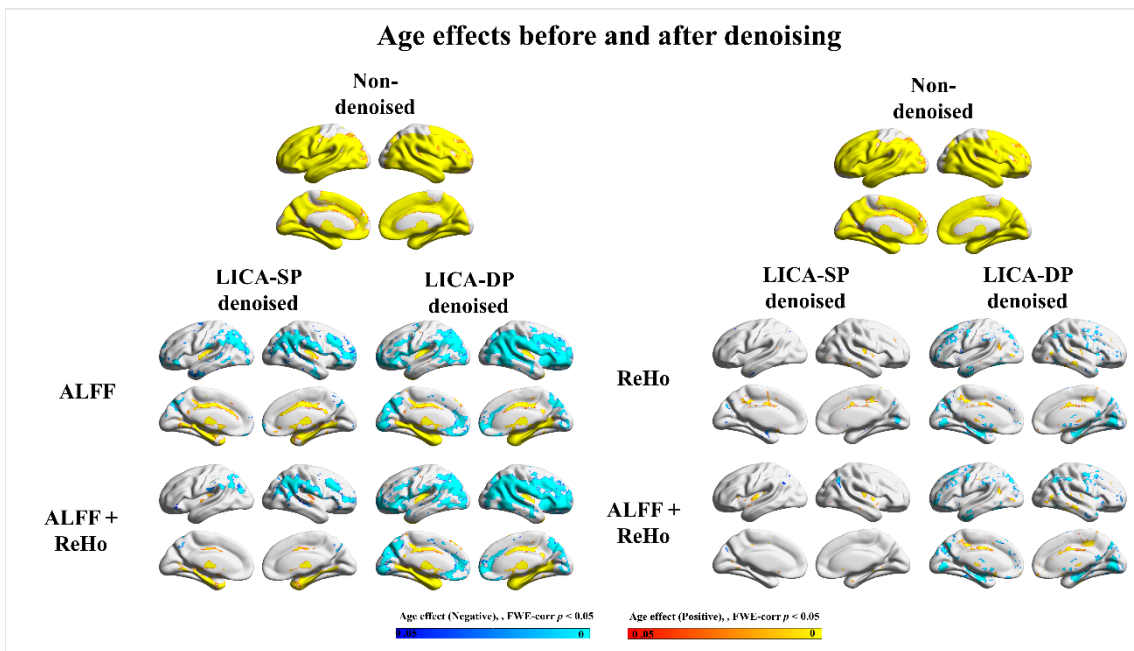 Age effects before and after denoising
Non-
denoised
Non-
denoised
LICA-SP
denoised
LICA-DP
denoised
LICA-SP
denoised
LICA-DP
denoised
ALFF
ReHo
ALFF +
ReHo
ALFF +
ReHo
Age effect (Negative), , FWE-corr p < 0.05
0.05 0
Age effect (Positive), , FWE-corr p < 0.05
0.05 0